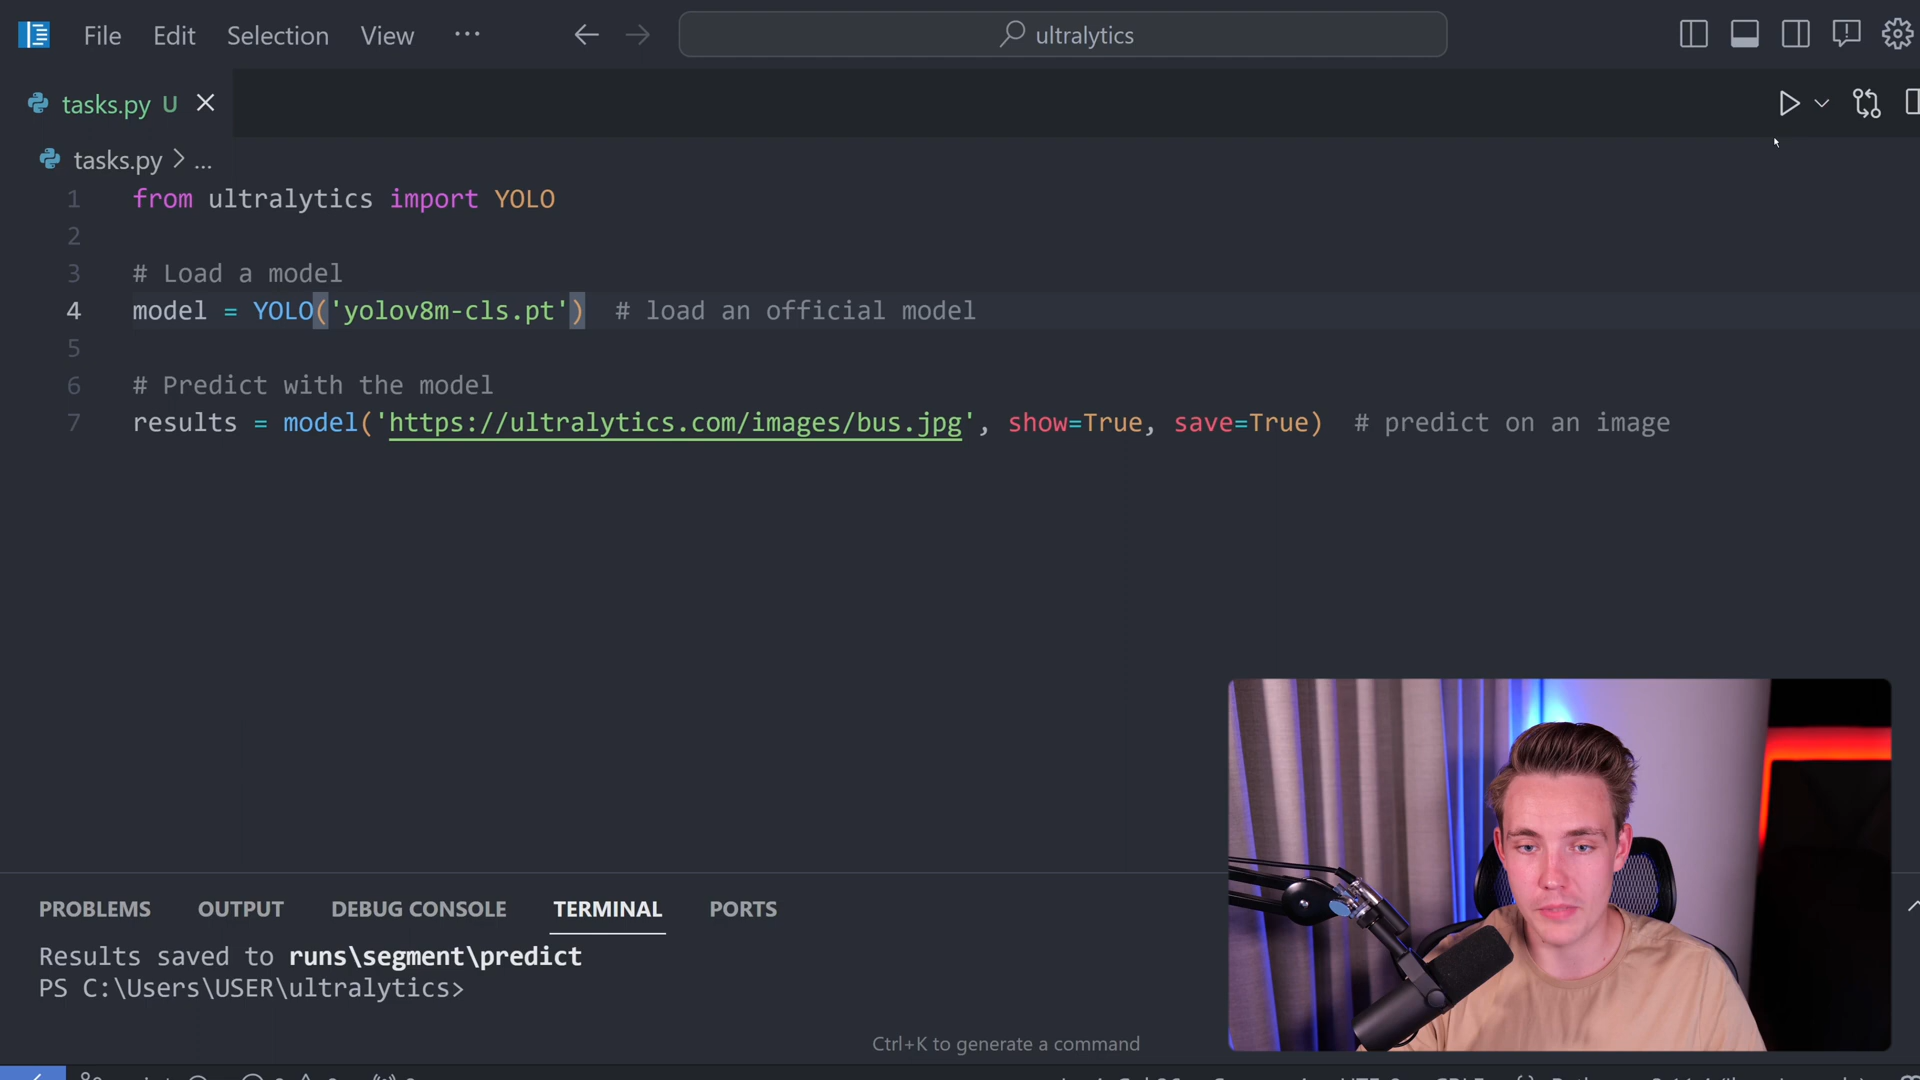 File Edit Selection View ··· ultralytics
tasks.py U
tasks.py > ...
1 from ultralytics import YOLO
2
3 # Load a model
4 model = YOLO('yolov8m-cls.pt')  # load an official model
5
6 # Predict with the model
7 results = model('https://ultralytics.com/images/bus.jpg', show=True, save=True)  # predict on an image
PROBLEMS OUTPUT DEBUG CONSOLE TERMINAL PORTS
Results saved to runs\segment\predict
PS C:\Users\USER\ultralytics>
Ctrl+K to generate a command